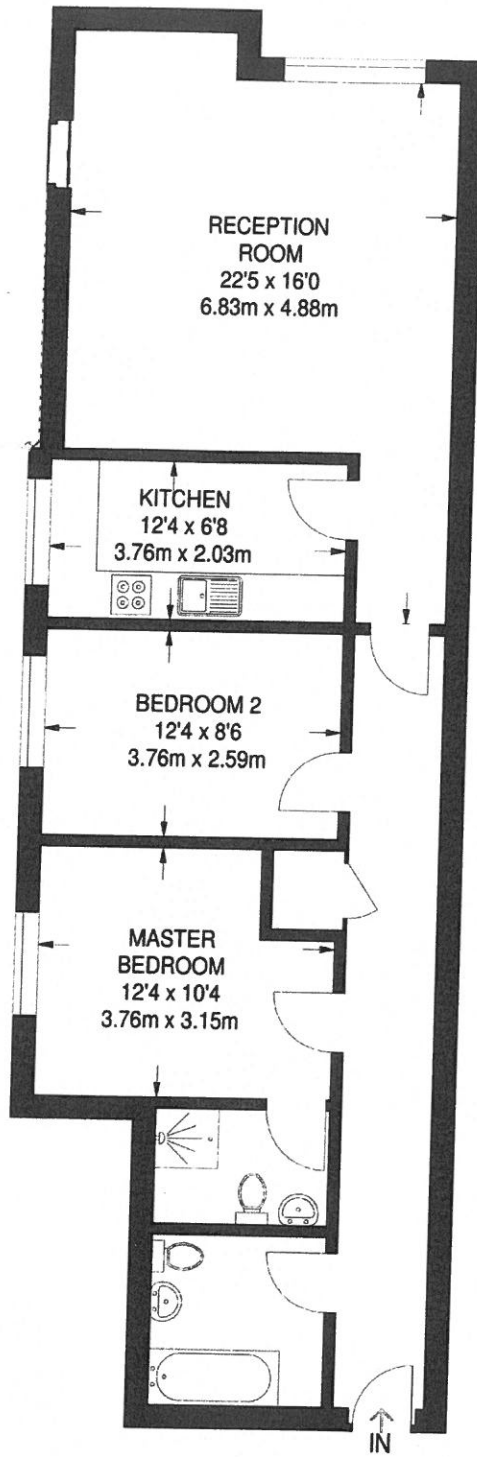 RECEPTION
ROOM
22'5 x 16'0
6.83m x 4.88m
KITCHEN
12'4 x 6'8
3.76m x 2.03m
BEDROOM 2
12'4 x 8'6
3.76m x 2.59m
MASTER
BEDROOM
12'4 x 10'4
3.76m x 3.15m
IN